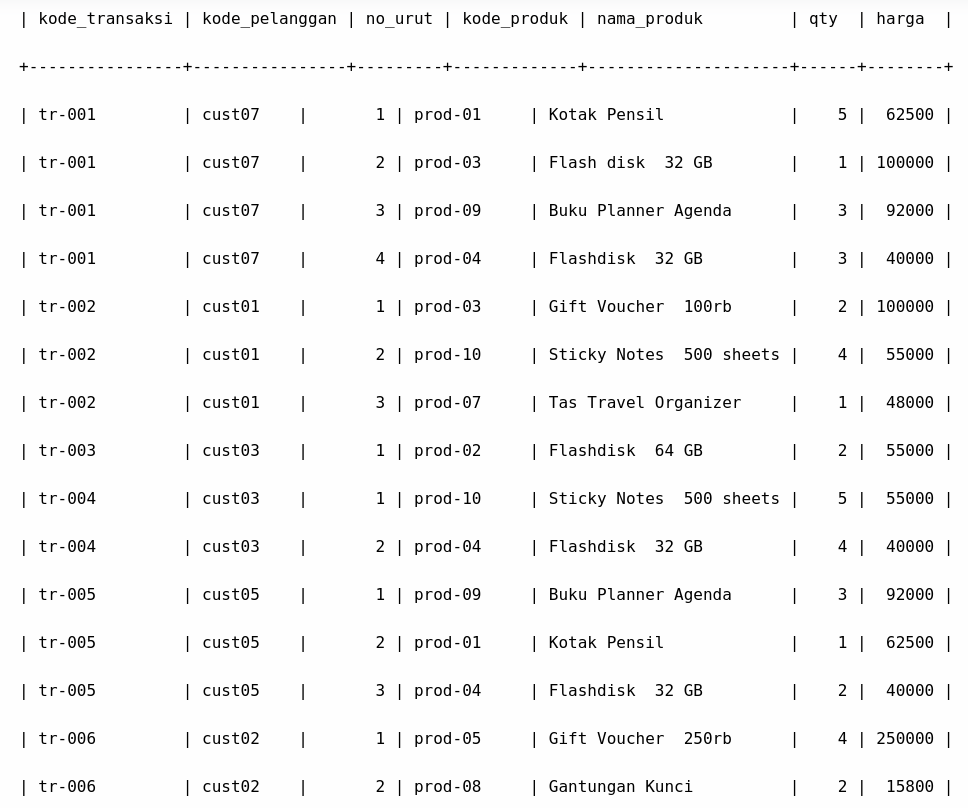 | kode_transaksi | kode_pelanggan | no_urut | kode_produk | nama_produk         | qty  | harga  |
+----------------+----------------+---------+-------------+---------------------+------+--------+
| tr-001         | cust07    |       1 | prod-01     | Kotak Pensil             |    5 |  62500 |
| tr-001         | cust07    |       2 | prod-03     | Flash disk  32 GB        |    1 | 100000 |
| tr-001         | cust07    |       3 | prod-09     | Buku Planner Agenda      |    3 |  92000 |
| tr-001         | cust07    |       4 | prod-04     | Flashdisk  32 GB         |    3 |  40000 |
| tr-002         | cust01    |       1 | prod-03     | Gift Voucher  100rb      |    2 | 100000 |
| tr-002         | cust01    |       2 | prod-10     | Sticky Notes  500 sheets |    4 |  55000 |
| tr-002         | cust01    |       3 | prod-07     | Tas Travel Organizer     |    1 |  48000 |
| tr-003         | cust03    |       1 | prod-02     | Flashdisk  64 GB         |    2 |  55000 |
| tr-004         | cust03    |       1 | prod-10     | Sticky Notes  500 sheets |    5 |  55000 |
| tr-004         | cust03    |       2 | prod-04     | Flashdisk  32 GB         |    4 |  40000 |
| tr-005         | cust05    |       1 | prod-09     | Buku Planner Agenda      |    3 |  92000 |
| tr-005         | cust05    |       2 | prod-01     | Kotak Pensil             |    1 |  62500 |
| tr-005         | cust05    |       3 | prod-04     | Flashdisk  32 GB         |    2 |  40000 |
| tr-006         | cust02    |       1 | prod-05     | Gift Voucher  250rb      |    4 | 250000 |
| tr-006         | cust02    |       2 | prod-08     | Gantungan Kunci          |    2 |  15800 |